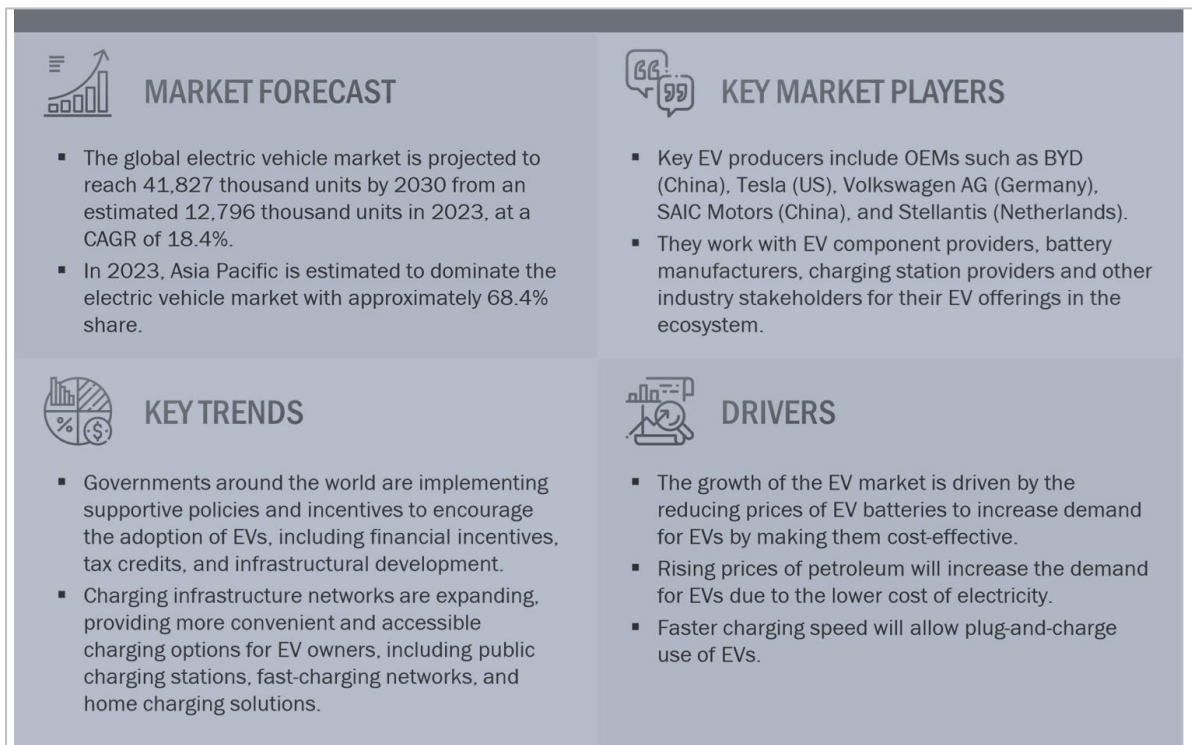 MARKET FORECAST
▪ The global electric vehicle market is projected to
reach 41,827 thousand units by 2030 from an
estimated 12,796 thousand units in 2023, at a
CAGR of 18.4%.
▪ In 2023, Asia Pacific is estimated to dominate the
electric vehicle market with approximately 68.4%
share.
KEY MARKET PLAYERS
▪ Key EV producers include OEMs such as BYD
(China), Tesla (US), Volkswagen AG (Germany),
SAIC Motors (China), and Stellantis (Netherlands).
▪ They work with EV component providers, battery
manufacturers, charging station providers and other
industry stakeholders for their EV offerings in the
ecosystem.
KEY TRENDS
▪ Governments around the world are implementing
supportive policies and incentives to encourage
the adoption of EVs, including financial incentives,
tax credits, and infrastructural development.
▪ Charging infrastructure networks are expanding,
providing more convenient and accessible
charging options for EV owners, including public
charging stations, fast-charging networks, and
home charging solutions.
DRIVERS
▪ The growth of the EV market is driven by the
reducing prices of EV batteries to increase demand
for EVs by making them cost-effective.
▪ Rising prices of petroleum will increase the demand
for EVs due to the lower cost of electricity.
▪ Faster charging speed will allow plug-and-charge
use of EVs.